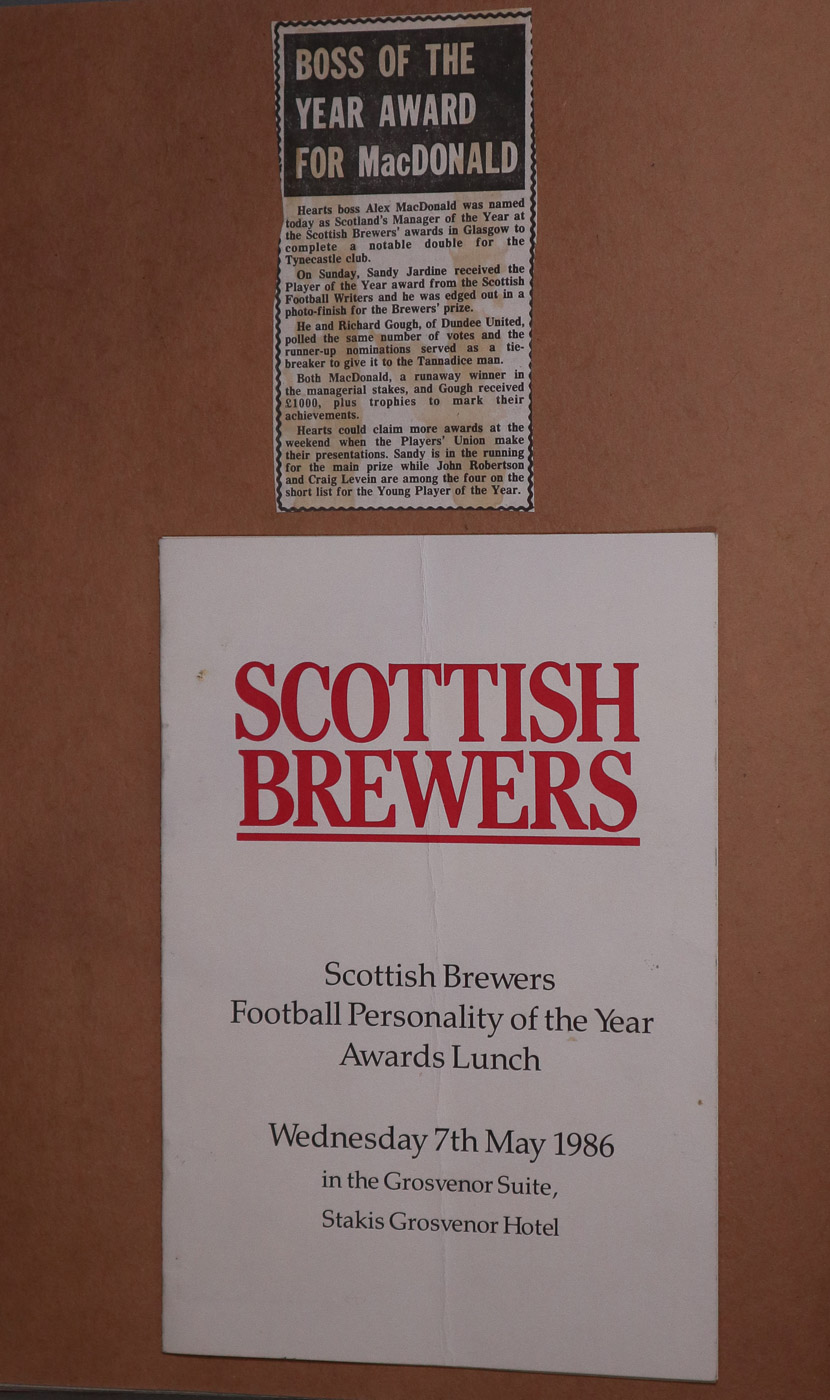 BOSS OF THE
YEAR AWARD
FOR MacDONALD
Hearts boss Alex MacDonald was named
today as Scotland's Manager of the Year at
the Scottish Brewers' awards in Glasgow to
complete a notable double for the
Tynecastle club.
On Sunday, Sandy Jardine received the
Player of the Year award from the Scottish
Football Writers and he was edged out in a
photo-finish for the Brewers' prize.
He and Richard Gough, of Dundee United,
polled the same number of votes and the
runner-up nominations served as a tie-
breaker to give it to the Tannadice man.
Both MacDonald, a runaway winner in
the managerial stakes, and Gough received
£1000, plus trophies to mark their
achievements.
Hearts could claim more awards at the
weekend when the Players' Union make
their presentations. Sandy is in the running
for the main prize while John Robertson
and Craig Levein are among the four on the
short list for the Young Player of the Year.
SCOTTISH
BREWERS
Scottish Brewers
Football Personality of the Year
Awards Lunch
Wednesday 7th May 1986
in the Grosvenor Suite,
Stakis Grosvenor Hotel